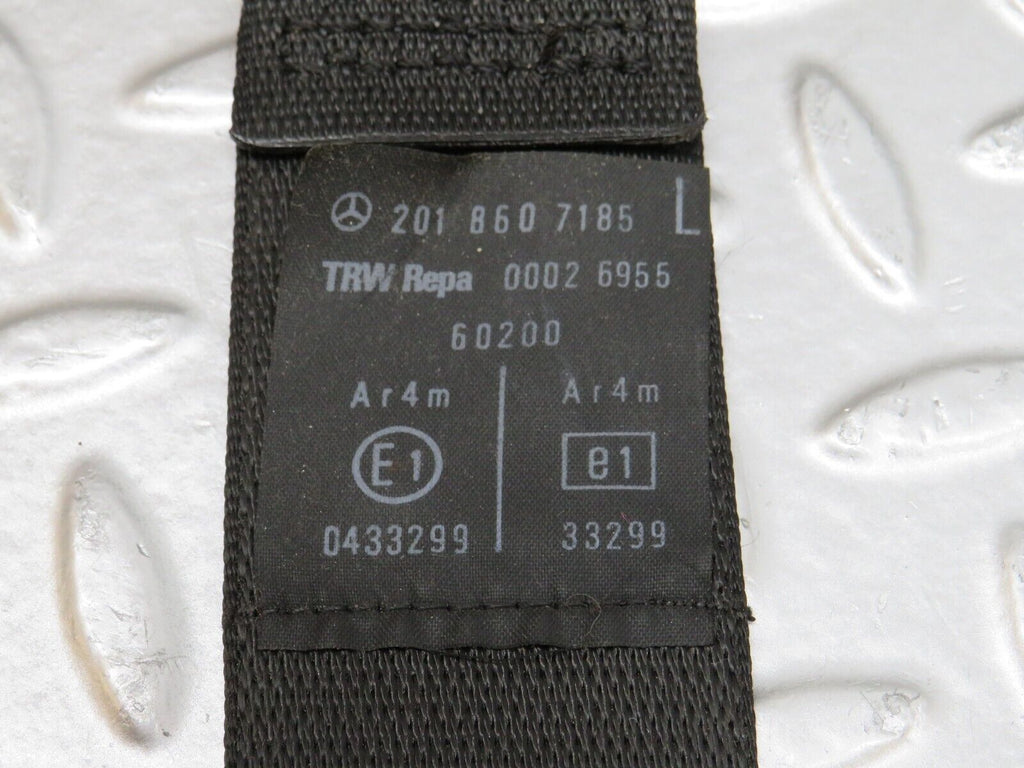 201 860 7185 L
TRW Repa 0002 6955
60200
Ar4m Ar4m
E1 e1
0433299 33299